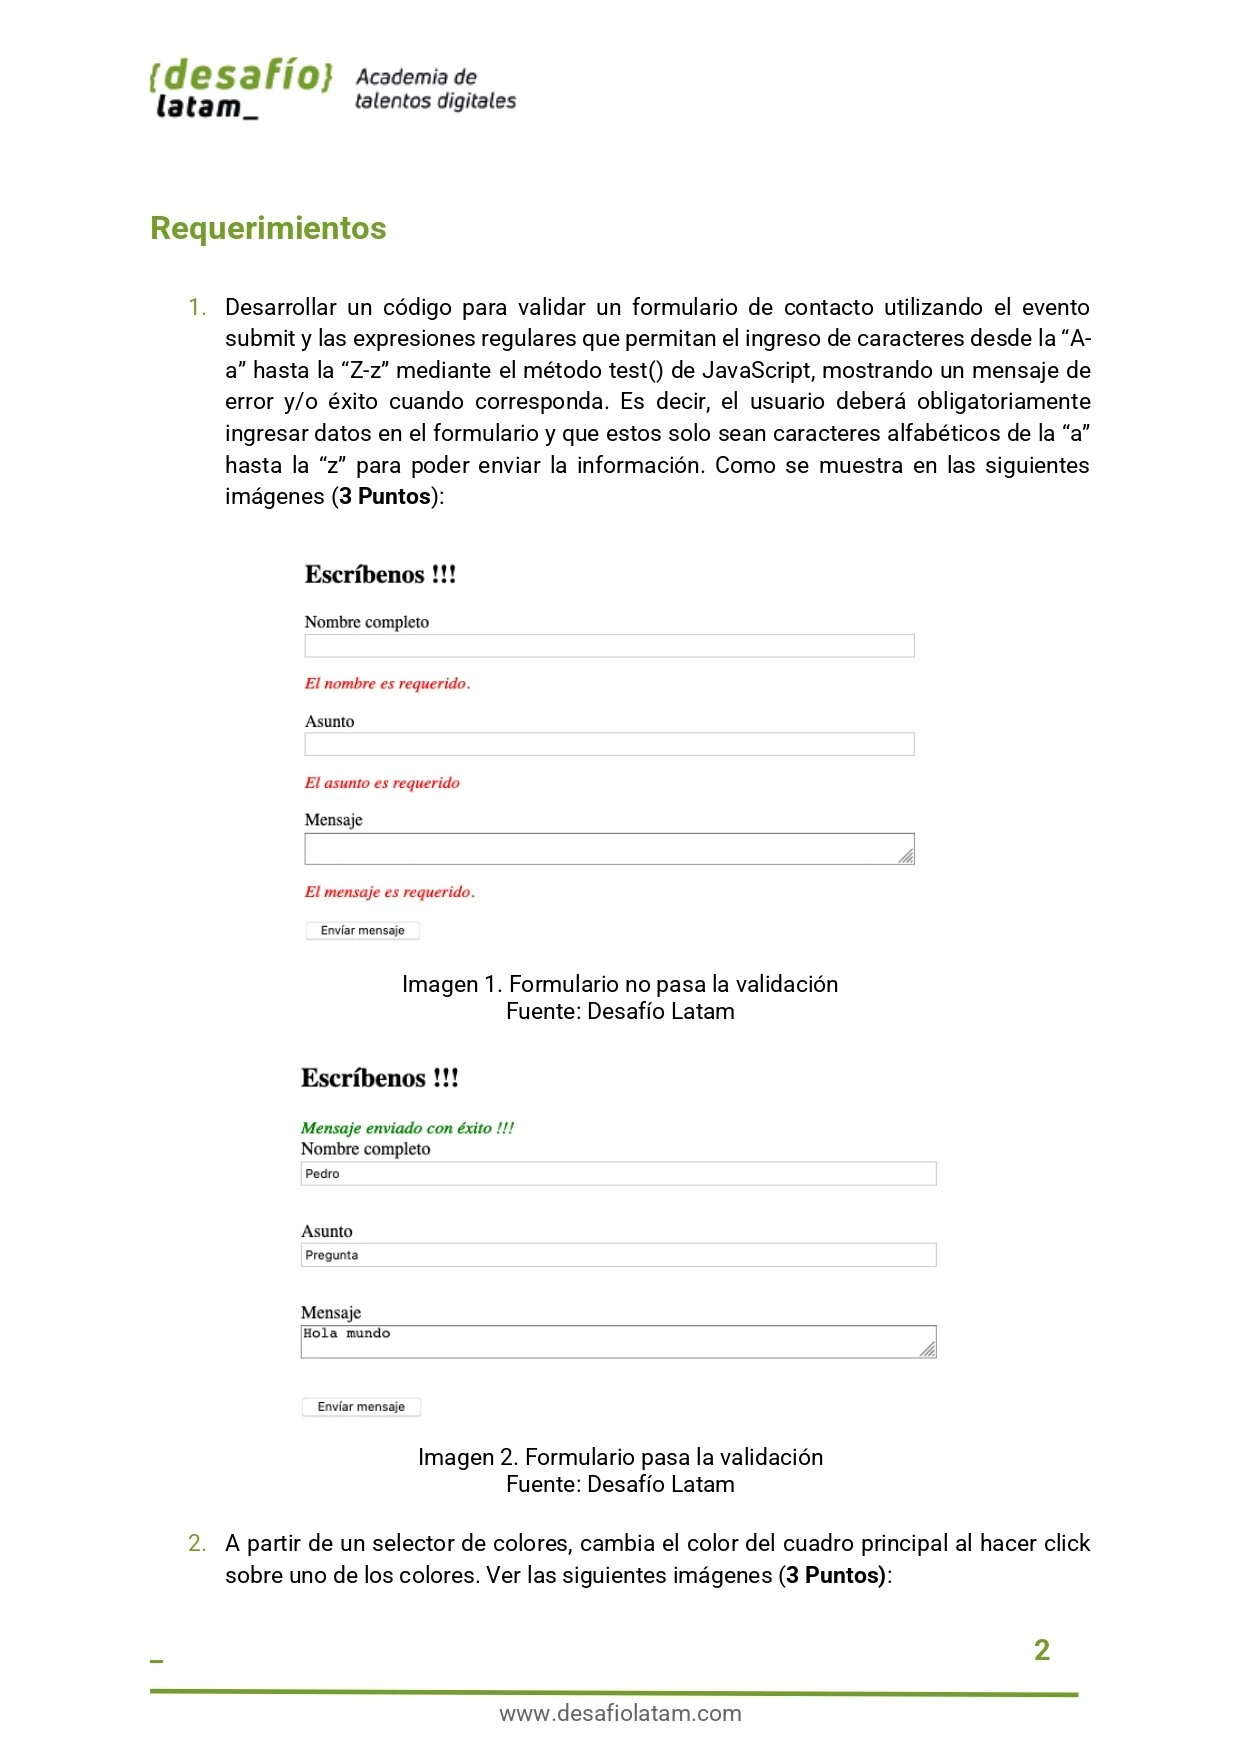 {desafío}
latam_
Academia de
talentos digitales
Requerimientos
1. Desarrollar un código para validar un formulario de contacto utilizando el evento
submit y las expresiones regulares que permitan el ingreso de caracteres desde la “A-
a” hasta la “Z-z” mediante el método test() de JavaScript, mostrando un mensaje de
error y/o éxito cuando corresponda. Es decir, el usuario deberá obligatoriamente
ingresar datos en el formulario y que estos solo sean caracteres alfabéticos de la “a”
hasta la “z” para poder enviar la información. Como se muestra en las siguientes
imágenes (3 Puntos):
Escríbenos !!!
Nombre completo
El nombre es requerido.
Asunto
El asunto es requerido
Mensaje
El mensaje es requerido.
Envíar mensaje
Imagen 1. Formulario no pasa la validación
Fuente: Desafío Latam
Escríbenos !!!
Mensaje enviado con éxito !!!
Nombre completo
Pedro
Asunto
Pregunta
Mensaje
Hola mundo
Envíar mensaje
Imagen 2. Formulario pasa la validación
Fuente: Desafío Latam
2. A partir de un selector de colores, cambia el color del cuadro principal al hacer click
sobre uno de los colores. Ver las siguientes imágenes (3 Puntos):
_
2
www.desafiolatam.com